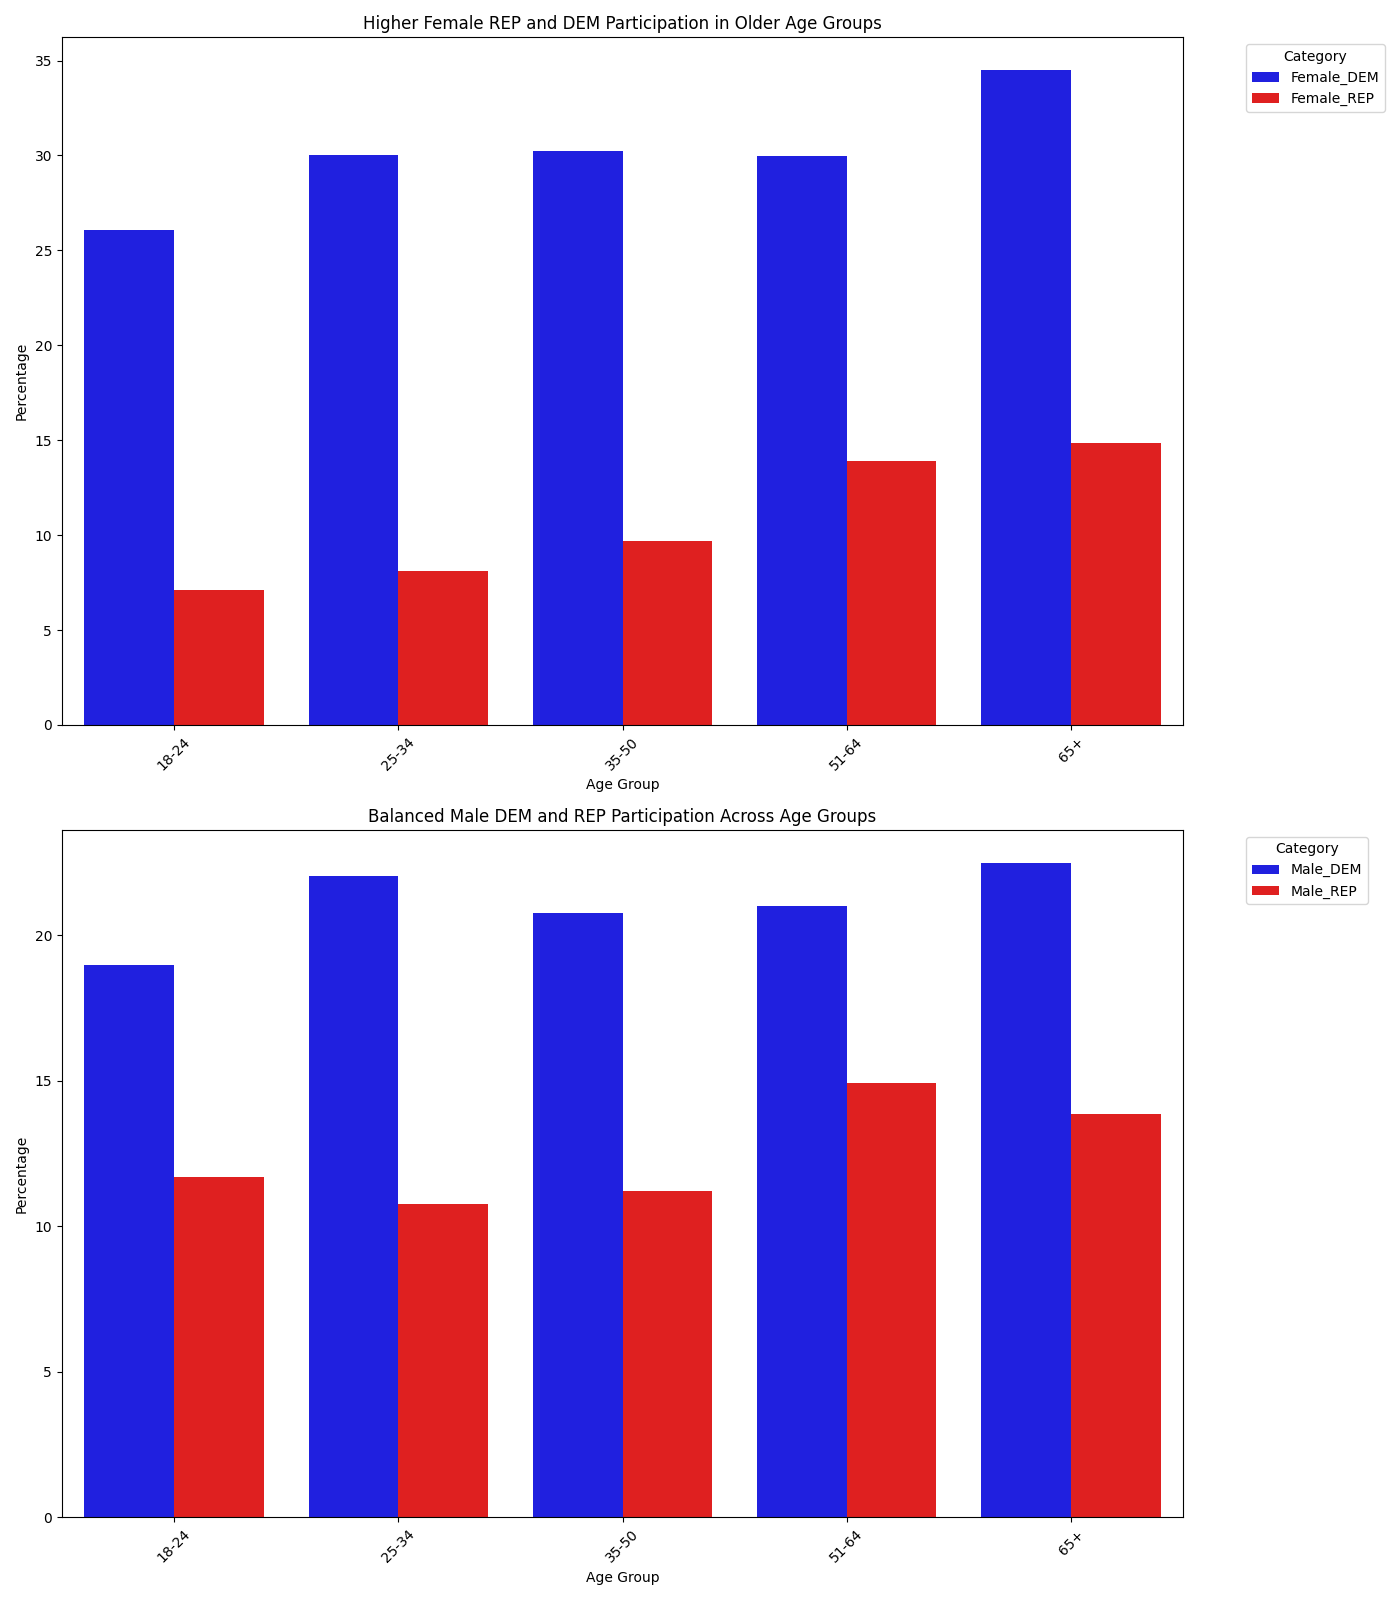 Higher Female REP and DEM Participation in Older Age Groups
Category
Female_DEM
Female_REP
Percentage
35
30
25
20
15
10
5
0
18-24
25-34
35-50
51-64
65+
Age Group
Balanced Male DEM and REP Participation Across Age Groups
Category
Male_DEM
Male_REP
Percentage
20
15
10
5
0
18-24
25-34
35-50
51-64
65+
Age Group